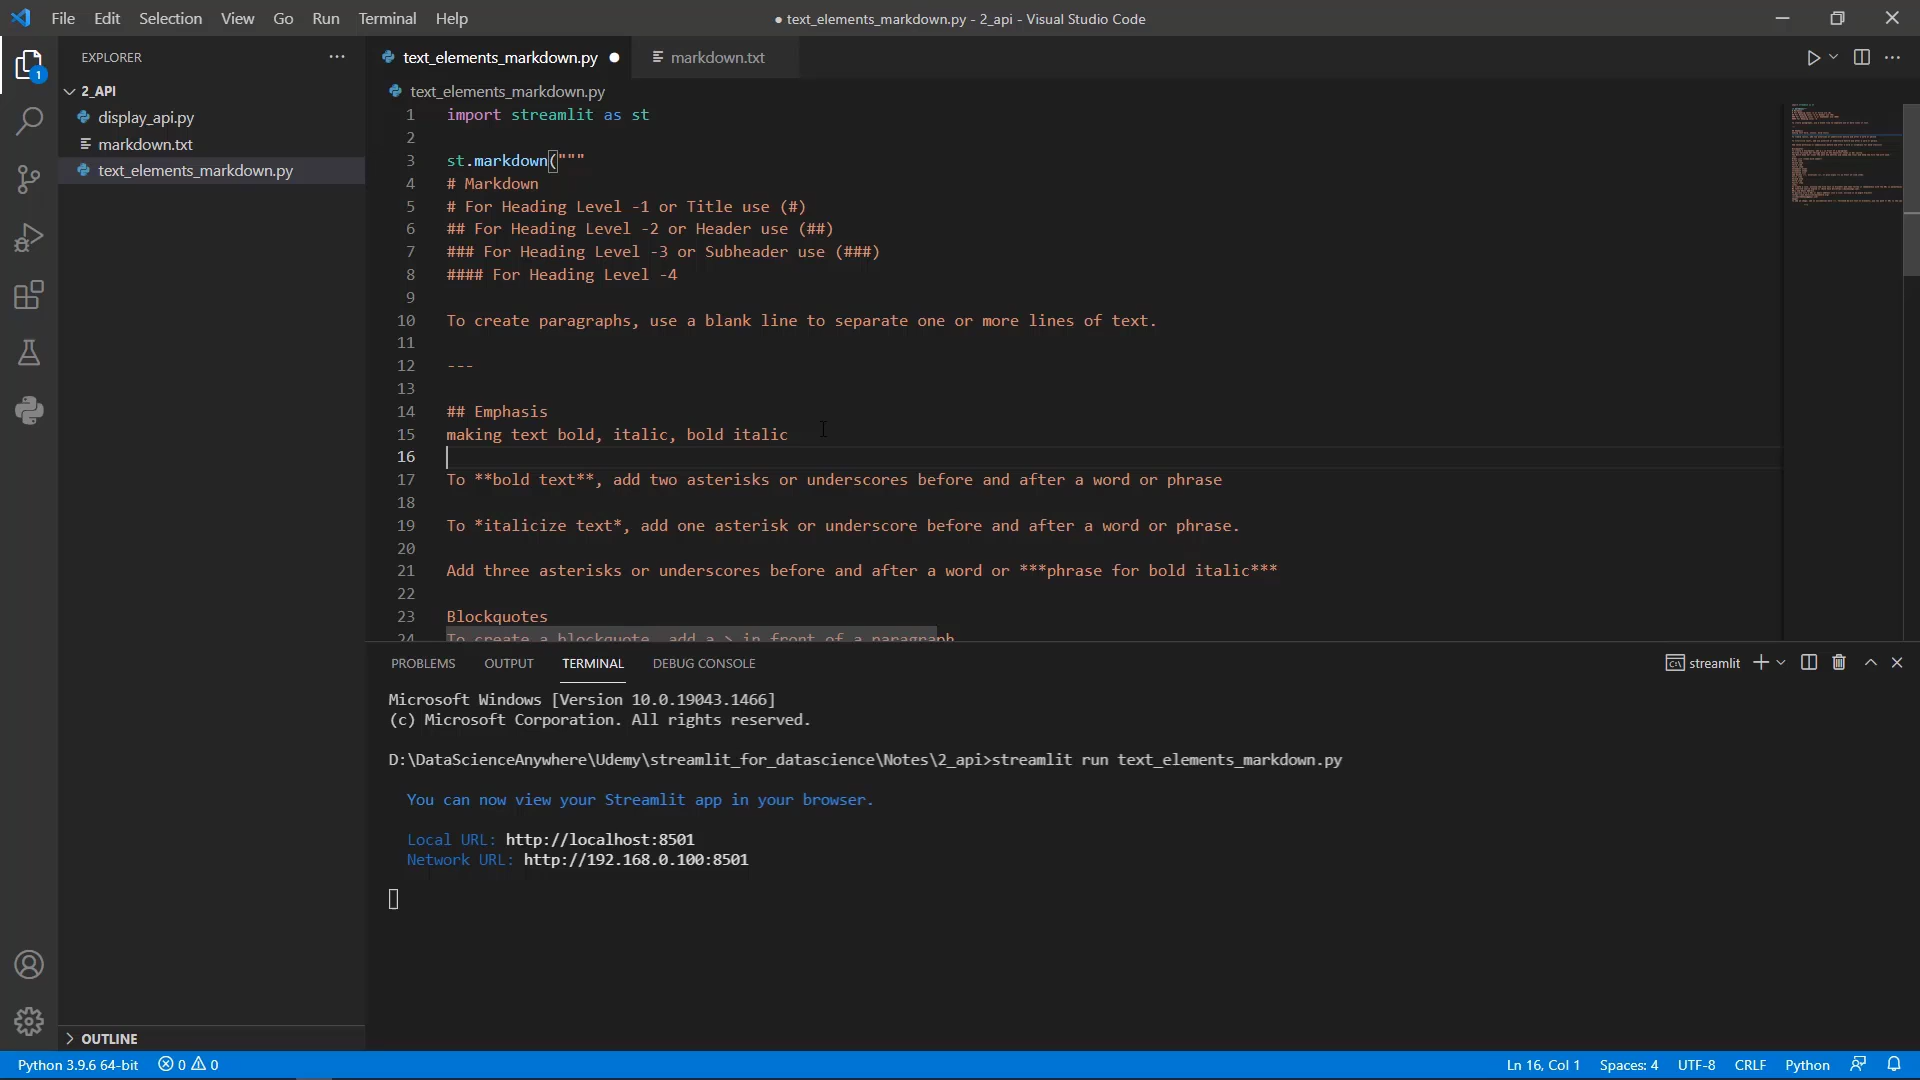 File Edit Selection View Go Run Terminal Help
● text_elements_markdown.py - 2_api - Visual Studio Code
EXPLORER
text_elements_markdown.py
markdown.txt
1
2_API
display_api.py
markdown.txt
text_elements_markdown.py
text_elements_markdown.py
1 import streamlit as st
2
3 st.markdown("""
4 # Markdown
5 # For Heading Level -1 or Title use (#)
6 ## For Heading Level -2 or Header use (##)
7 ### For Heading Level -3 or Subheader use (###)
8 #### For Heading Level -4
9
10 To create paragraphs, use a blank line to separate one or more lines of text.
11
12 ---
13
14 ## Emphasis
15 making text bold, italic, bold italic
16
17 To **bold text**, add two asterisks or underscores before and after a word or phrase
18
19 To *italicize text*, add one asterisk or underscore before and after a word or phrase.
20
21 Add three asterisks or underscores before and after a word or ***phrase for bold italic***
22
23 Blockquotes
24 To create a blockquote, add a > in front of a paragraph
PROBLEMS OUTPUT TERMINAL DEBUG CONSOLE
streamlit
Microsoft Windows [Version 10.0.19043.1466]
(c) Microsoft Corporation. All rights reserved.
D:\DataScienceAnywhere\Udemy\streamlit_for_datascience\Notes\2_api>streamlit run text_elements_markdown.py
You can now view your Streamlit app in your browser.
Local URL: http://localhost:8501
Network URL: http://192.168.0.100:8501
OUTLINE
Python 3.9.6 64-bit 0 0
Ln 16, Col 1 Spaces: 4 UTF-8 CRLF Python